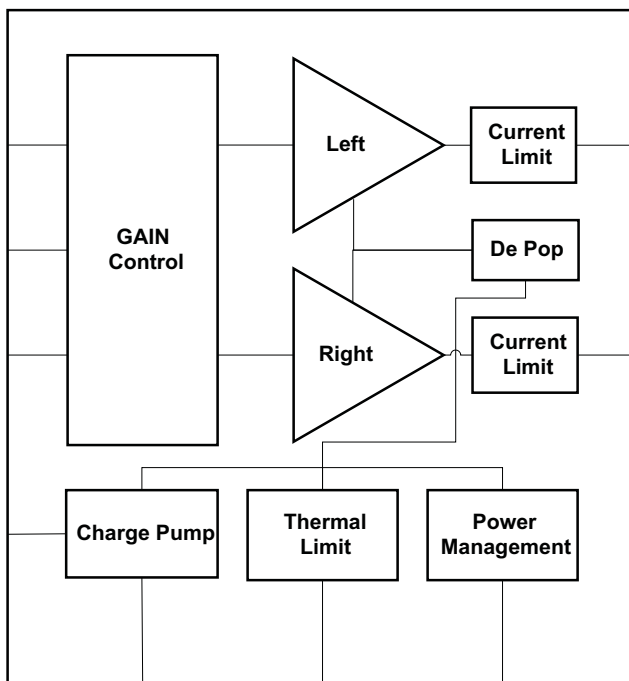 Left
Current
Limit
GAIN
Control
De Pop
Right
Current
Limit
Charge Pump
Thermal
Limit
Power
Management